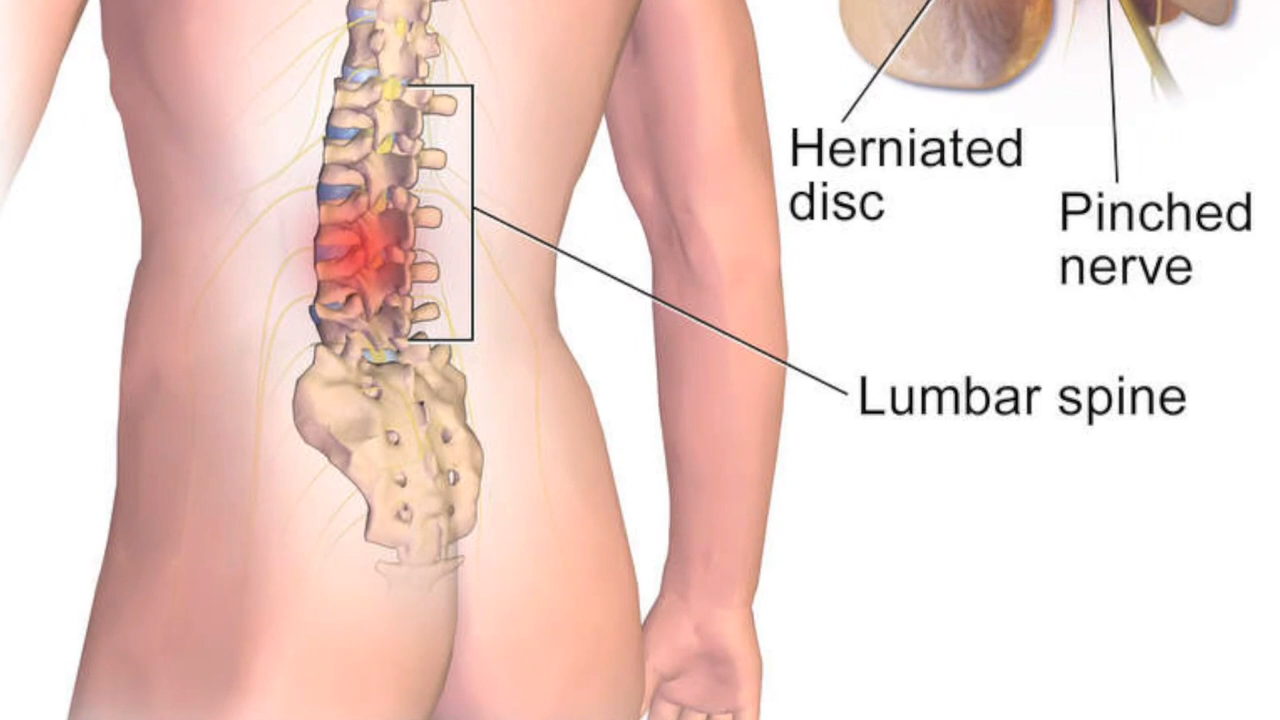 Herniated
disc
Pinched
nerve
Lumbar spine